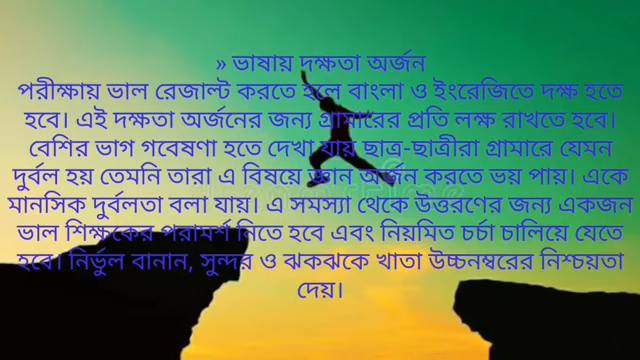 » ভাষায় দক্ষতা অর্জন
পরীক্ষায় ভাল রেজাল্ট করতে হলে বাংলা ও ইংরেজিতে দক্ষ হতে
হবে। এই দক্ষতা অর্জনের জন্য গ্রামারের প্রতি লক্ষ রাখতে হবে।
বেশির ভাগ গবেষণা হতে দেখা যায় ছাত্র-ছাত্রীরা গ্রামারে যেমন
দুর্বল হয় তেমনি তারা এ বিষয়ে জ্ঞান অর্জন করতে ভয় পায়। একে
মানসিক দুর্বলতা বলা যায়। এ সমস্যা থেকে উত্তরণের জন্য একজন
ভাল শিক্ষকের পরামর্শ নিতে হবে এবং নিয়মিত চর্চা চালিয়ে যেতে
হবে। নির্ভুল বানান, সুন্দর ও ঝকঝকে খাতা উচ্চনম্বরের নিশ্চয়তা
দেয়।